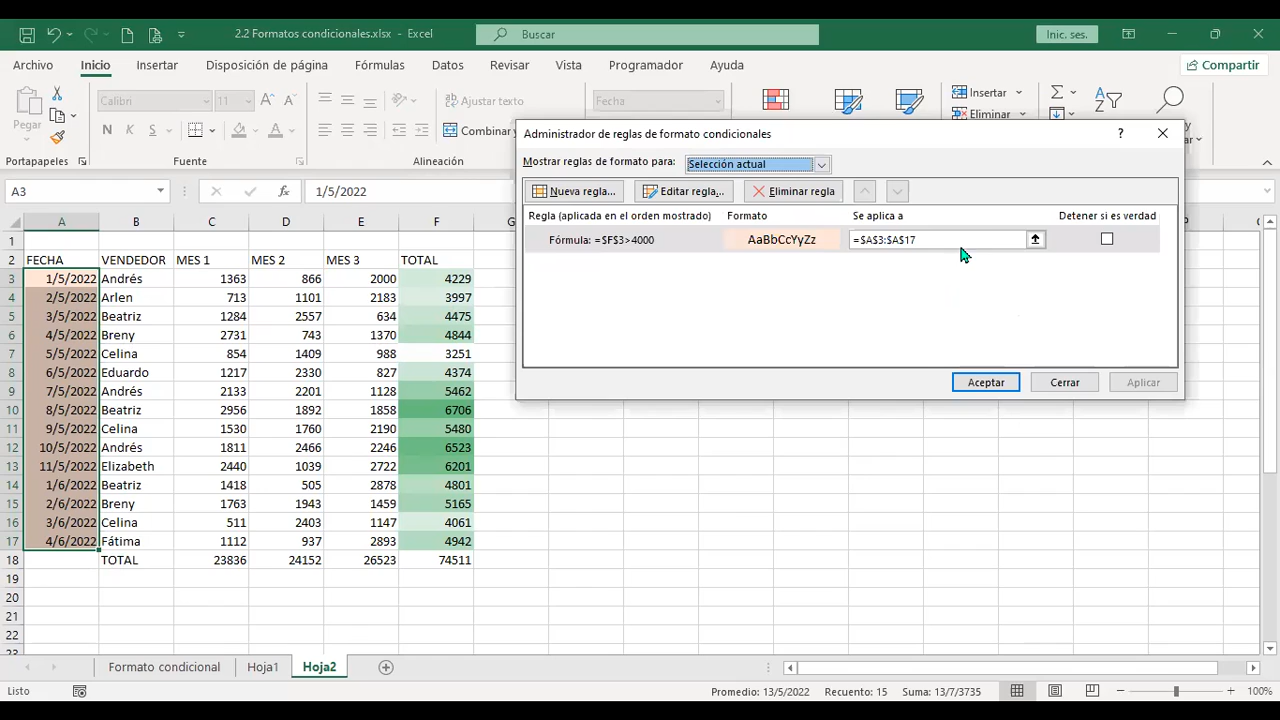 2.2 Formatos condicionales.xlsx - Excel
Buscar
Inic. ses.
Archivo Inicio Insertar Disposición de página Fórmulas Datos Revisar Vista Programador Ayuda Compartir
Pegar
Calibri 11
N K S
Ajustar texto
Combinar
Fecha
Insertar
Eliminar
Portapapeles Fuente Alineación
A3 fx 1/5/2022
Administrador de reglas de formato condicionales
Mostrar reglas de formato para: Selección actual
Nueva regla... Editar regla... Eliminar regla
Regla (aplicada en el orden mostrado) Formato Se aplica a Detener si es verdad
Fórmula: =$F$3>4000 AaBbCcYyZz =$A$3:$A$17
Aceptar Cerrar Aplicar
A B C D E F G P
1
2 FECHA VENDEDOR MES 1 MES 2 MES 3 TOTAL
3 1/5/2022 Andrés 1363 866 2000 4229
4 2/5/2022 Arlen 713 1101 2183 3997
5 3/5/2022 Beatriz 1284 2557 634 4475
6 4/5/2022 Breny 2731 743 1370 4844
7 5/5/2022 Celina 854 1409 988 3251
8 6/5/2022 Eduardo 1217 2330 827 4374
9 7/5/2022 Andrés 2133 2201 1128 5462
10 8/5/2022 Beatriz 2956 1892 1858 6706
11 9/5/2022 Celina 1530 1760 2190 5480
12 10/5/2022 Andrés 1811 2466 2246 6523
13 11/5/2022 Elizabeth 2440 1039 2722 6201
14 1/6/2022 Beatriz 1418 505 2878 4801
15 2/6/2022 Breny 1763 1943 1459 5165
16 3/6/2022 Celina 511 2403 1147 4061
17 4/6/2022 Fátima 1112 937 2893 4942
18 TOTAL 23836 24152 26523 74511
19
20
21
22
23
Formato condicional Hoja1 Hoja2
Listo Promedio: 13/5/2022 Recuento: 15 Suma: 13/7/3735 100%